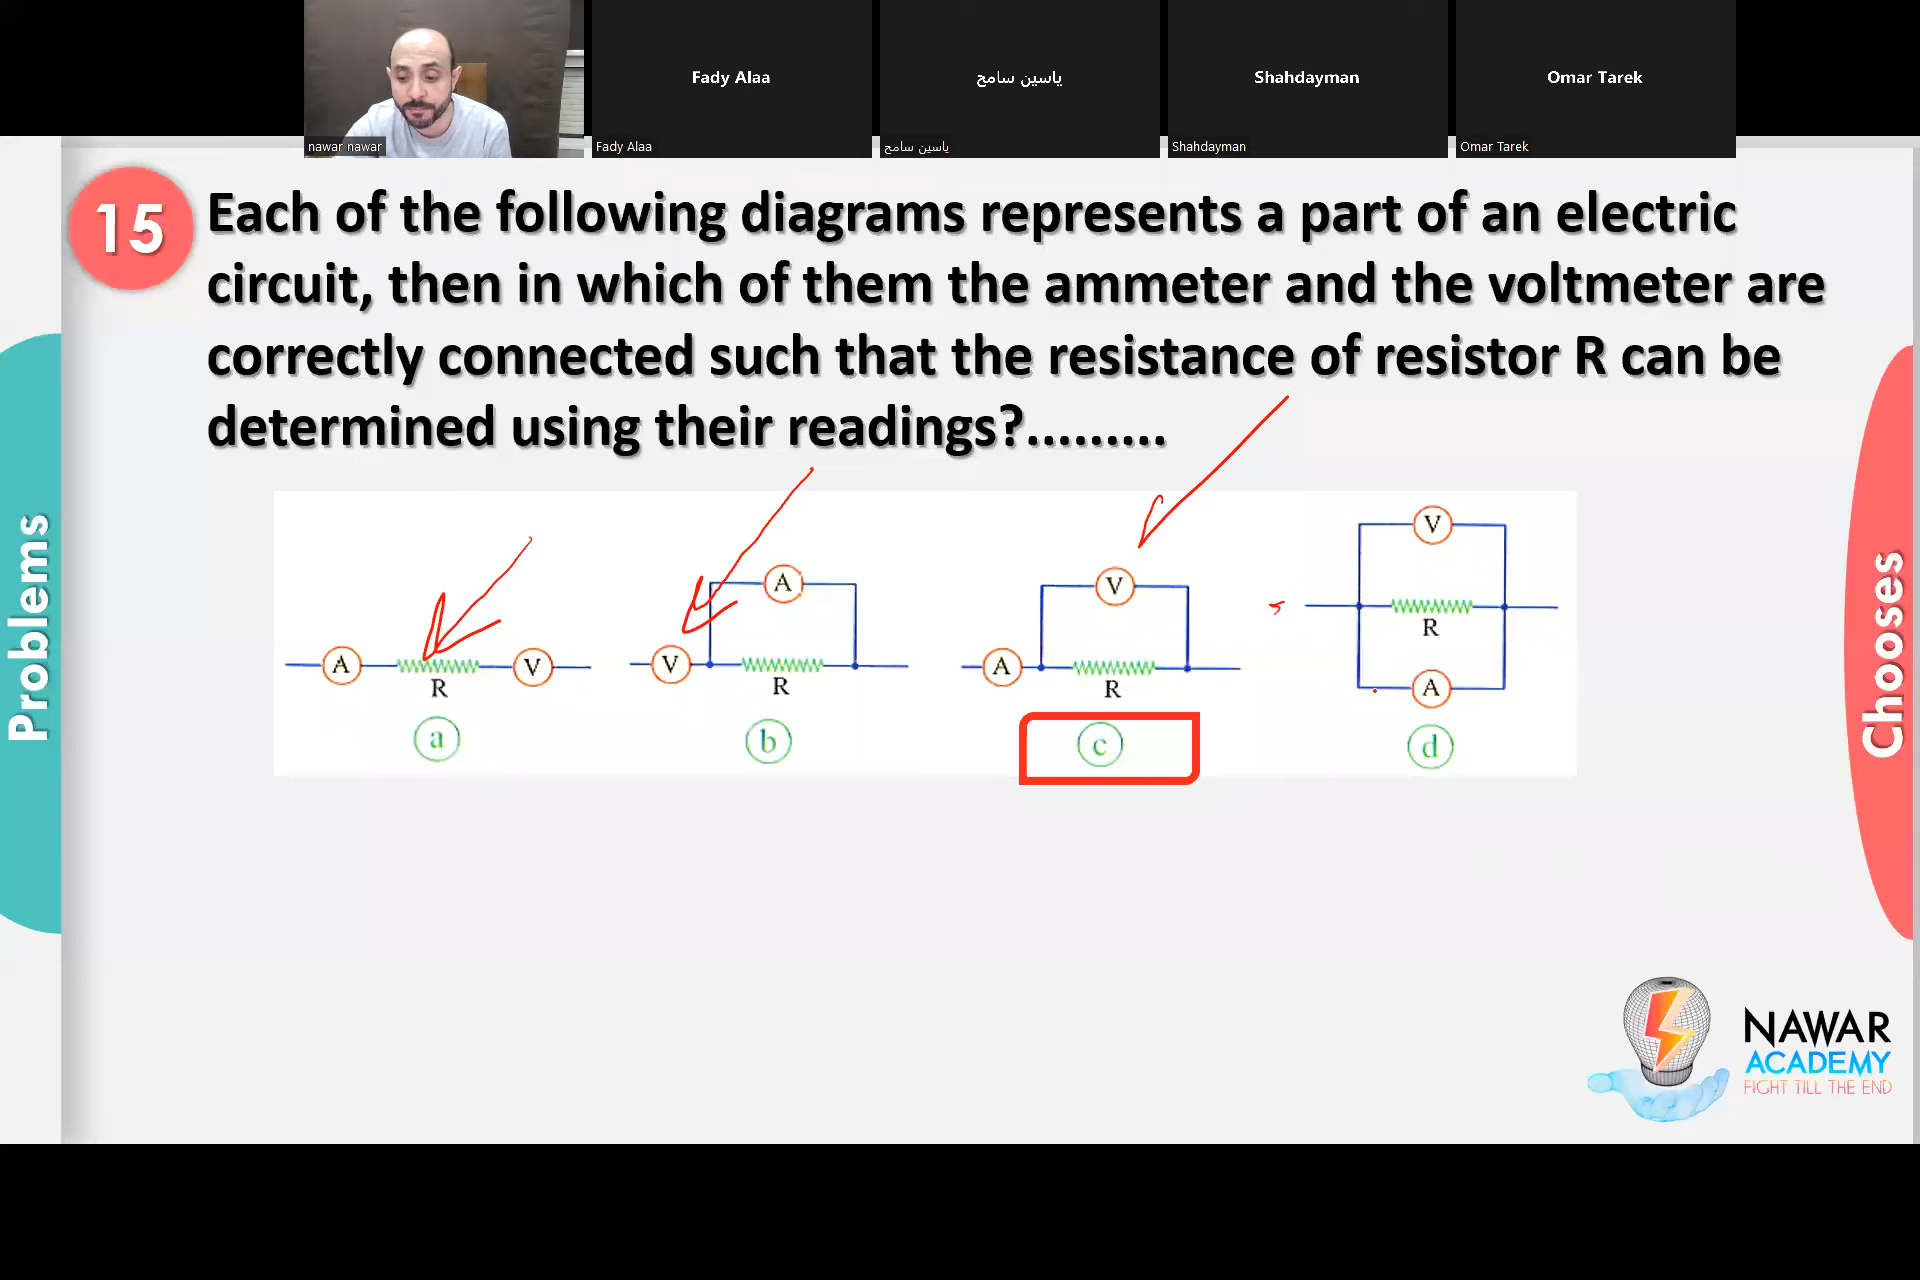 Fady Alaa
ياسين سامح
Shahdayman
Omar Tarek
nawar nawar
Fady Alaa
ياسين سامح
Shahdayman
Omar Tarek
15
Each of the following diagrams represents a part of an electric
circuit, then in which of them the ammeter and the voltmeter are
correctly connected such that the resistance of resistor R can be
determined using their readings?.........
Problems
Chooses
A
R
V
a
V
A
R
b
A
V
R
c
V
R
A
d
NAWAR
ACADEMY
FIGHT TILL THE END